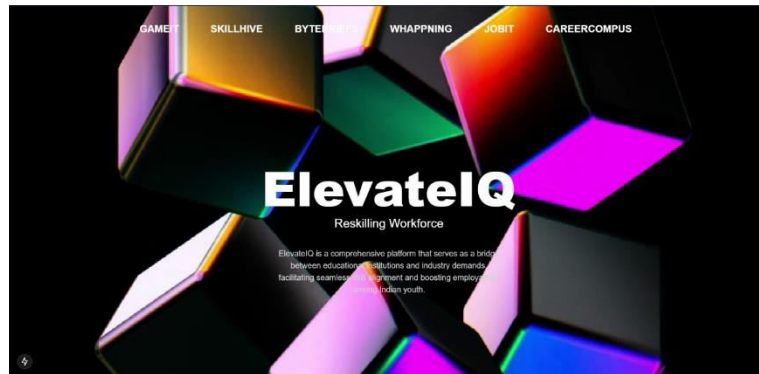 GAMEIT SKILLHIVE WHAPPNING JOBIT CAREERCOMPUS
ElevateIQ
Reskilling Workforce
ElevateIQ is a comprehensive platform that serves as a bridge
between educational institutions and industry demands,
facilitating seamless alignment and boosting
among Indian youth.